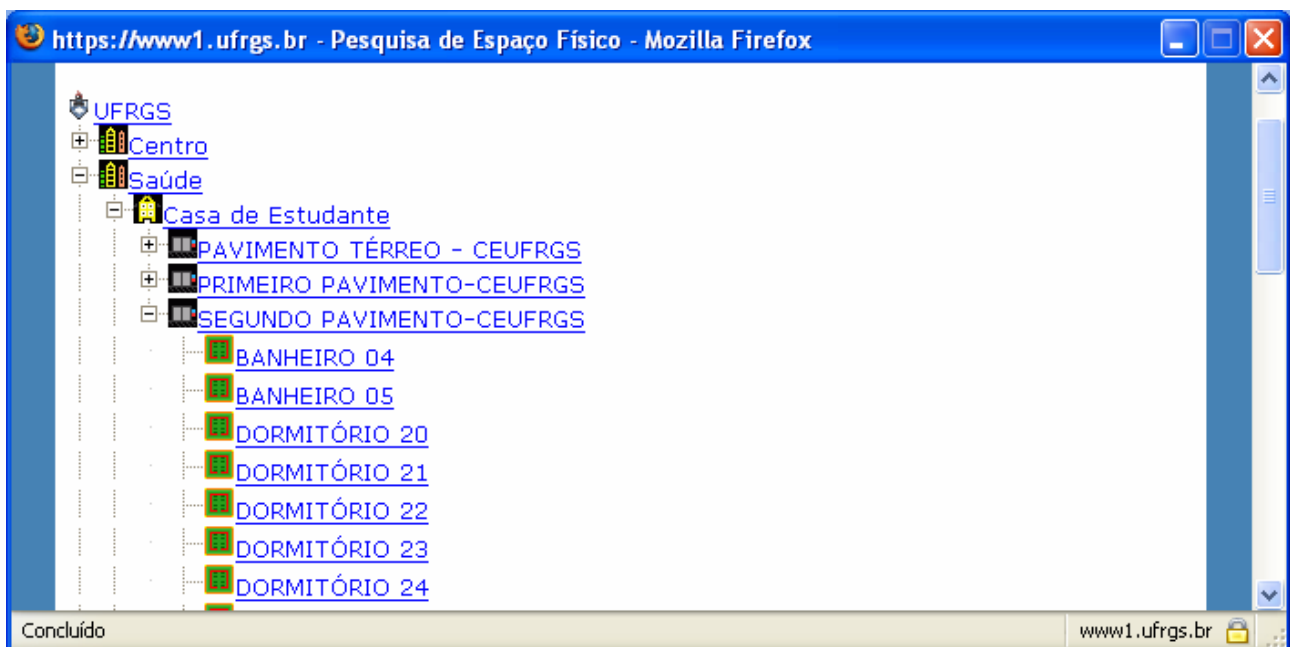 https://www1.ufrgs.br - Pesquisa de Espaço Físico - Mozilla Firefox
UFRGS
Centro
Saúde
Casa de Estudante
PAVIMENTO TÉRREO - CEUFRGS
PRIMEIRO PAVIMENTO-CEUFRGS
SEGUNDO PAVIMENTO-CEUFRGS
BANHEIRO 04
BANHEIRO 05
DORMITÓRIO 20
DORMITÓRIO 21
DORMITÓRIO 22
DORMITÓRIO 23
DORMITÓRIO 24
Concluído www1.ufrgs.br